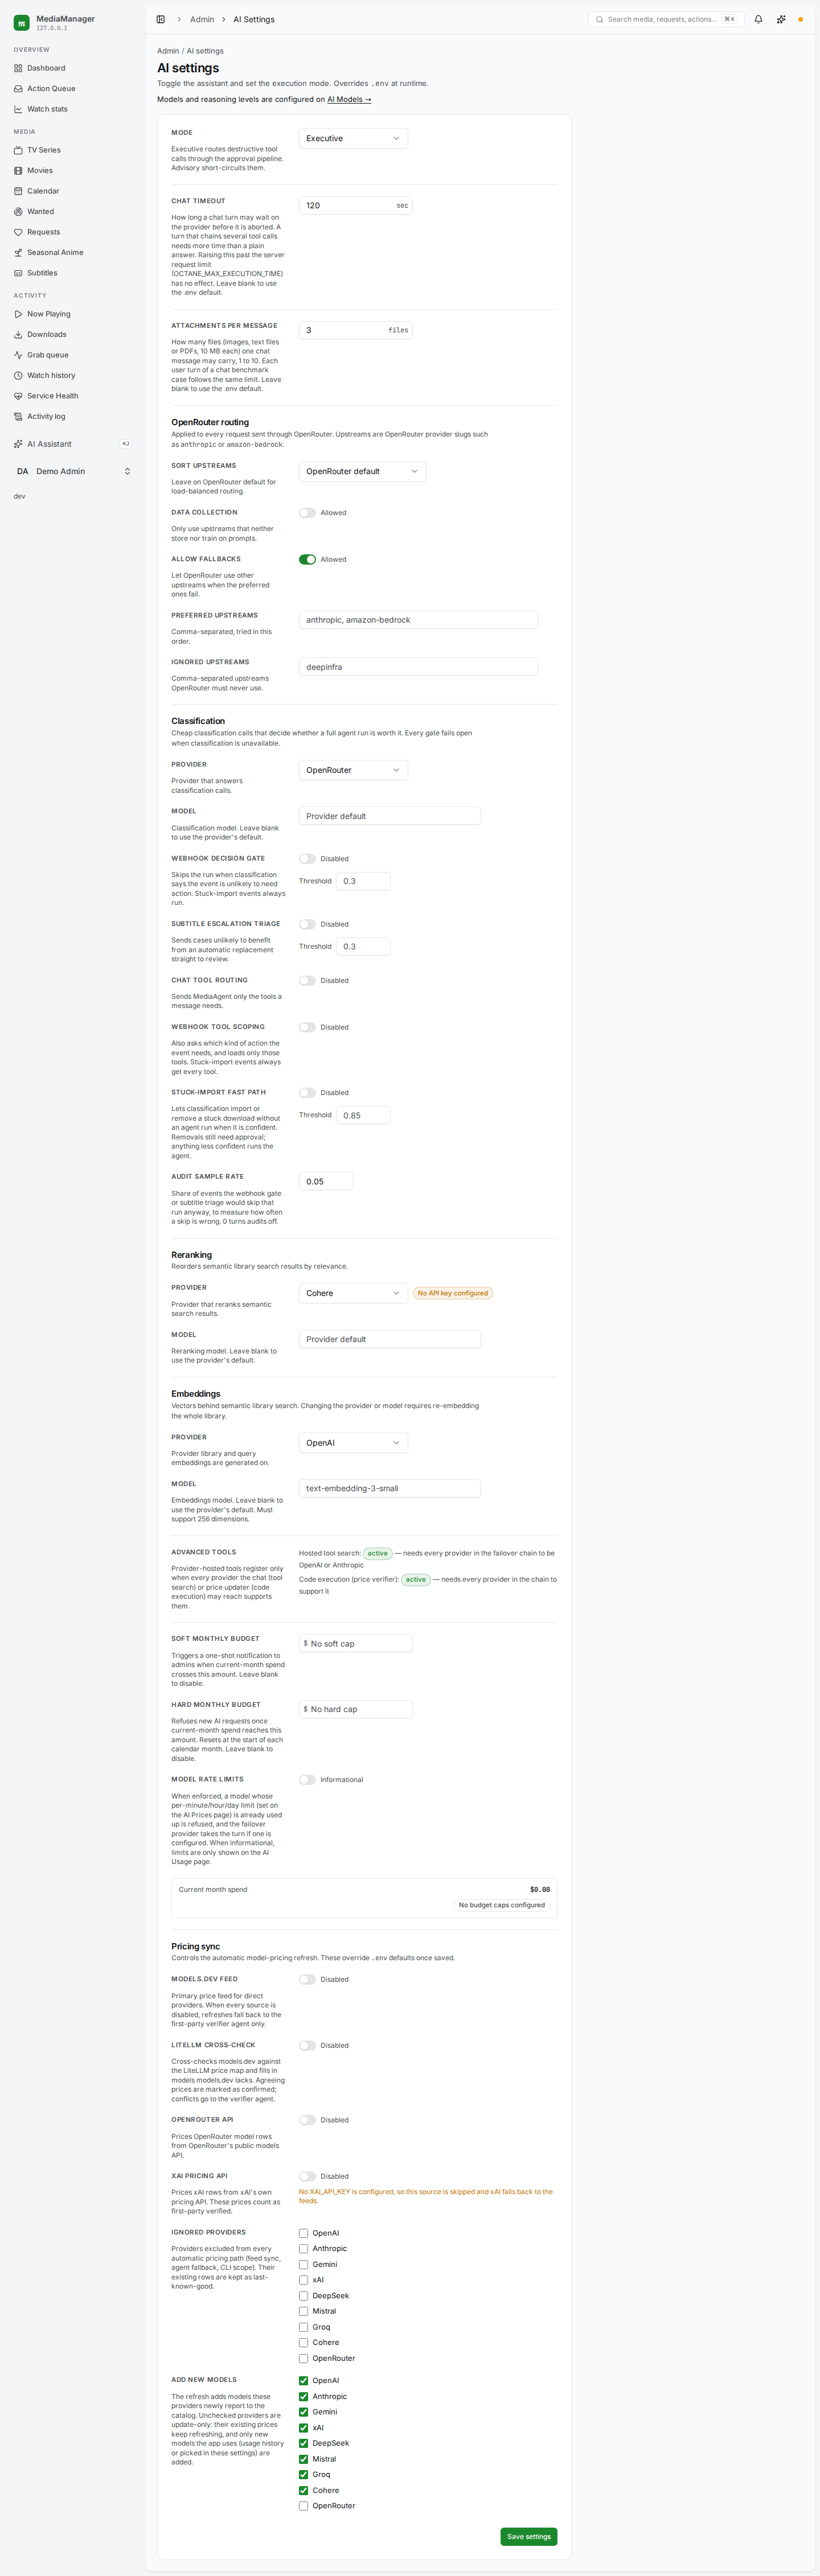 m
MediaManager
127.0.0.1
OVERVIEW
Dashboard
Action Queue
Watch stats
MEDIA
TV Series
Movies
Calendar
Wanted
Requests
Seasonal Anime
Subtitles
ACTIVITY
Now Playing
Downloads
Grab queue
Watch history
Service Health
Activity log
AI Assistant
⌘J
DA Demo Admin
dev
Admin
AI Settings
Search media, requests, actions...
⌘K
Admin / AI settings
AI settings
Toggle the assistant and set the execution mode. Overrides .env at runtime.
Models and reasoning levels are configured on AI Models →
MODE
Executive routes destructive tool
calls through the approval pipeline.
Advisory short-circuits them.
Executive
CHAT TIMEOUT
How long a chat turn may wait on
the provider before it is aborted. A
turn that chains several tool calls
needs more time than a plain
answer. Raising this past the server
request limit
(OCTANE_MAX_EXECUTION_TIME)
has no effect. Leave blank to use
the .env default.
120
sec
ATTACHMENTS PER MESSAGE
How many files (images, text files
or PDFs, 10 MB each) one chat
message may carry, 1 to 10. Each
user turn of a chat benchmark
case follows the same limit. Leave
blank to use the .env default.
3
files
OpenRouter routing
Applied to every request sent through OpenRouter. Upstreams are OpenRouter provider slugs such
as anthropic or amazon-bedrock.
SORT UPSTREAMS
Leave on OpenRouter default for
load-balanced routing.
OpenRouter default
DATA COLLECTION
Only use upstreams that neither
store nor train on prompts.
Allowed
ALLOW FALLBACKS
Let OpenRouter use other
upstreams when the preferred
ones fail.
Allowed
PREFERRED UPSTREAMS
Comma-separated, tried in this
order.
anthropic, amazon-bedrock
IGNORED UPSTREAMS
Comma-separated upstreams
OpenRouter must never use.
deepinfra
Classification
Cheap classification calls that decide whether a full agent run is worth it. Every gate fails open
when classification is unavailable.
PROVIDER
Provider that answers
classification calls.
OpenRouter
MODEL
Classification model. Leave blank
to use the provider's default.
Provider default
WEBHOOK DECISION GATE
Skips the run when classification
says the event is unlikely to need
action. Stuck-import events always
run.
Disabled
Threshold
0.3
SUBTITLE ESCALATION TRIAGE
Sends cases unlikely to benefit
from an automatic replacement
straight to review.
Disabled
Threshold
0.3
CHAT TOOL ROUTING
Sends MediaAgent only the tools a
message needs.
Disabled
WEBHOOK TOOL SCOPING
Also asks which kind of action the
event needs, and loads only those
tools. Stuck-import events always
get every tool.
Disabled
STUCK-IMPORT FAST PATH
Lets classification import or
remove a stuck download without
an agent run when it is confident.
Removals still need approval;
anything less confident runs the
agent.
Disabled
Threshold
0.85
AUDIT SAMPLE RATE
Share of events the webhook gate
or subtitle triage would skip that
run anyway, to measure how often
a skip is wrong. 0 turns audits off.
0.05
Reranking
Reorders semantic library search results by relevance.
PROVIDER
Provider that reranks semantic
search results.
Cohere
No API key configured
MODEL
Reranking model. Leave blank to
use the provider's default.
Provider default
Embeddings
Vectors behind semantic library search. Changing the provider or model requires re-embedding
the whole library.
PROVIDER
Provider library and query
embeddings are generated on.
OpenAI
MODEL
Embeddings model. Leave blank to
use the provider's default. Must
support 256 dimensions.
text-embedding-3-small
ADVANCED TOOLS
Provider-hosted tools register only
when every provider the chat (tool
search) or price updater (code
execution) may reach supports
them.
Hosted tool search: active — needs every provider in the failover chain to be
OpenAI or Anthropic
Code execution (price verifier): active — needs every provider in the chain to
support it
SOFT MONTHLY BUDGET
Triggers a one-shot notification to
admins when current-month spend
crosses this amount. Leave blank
to disable.
$ No soft cap
HARD MONTHLY BUDGET
Refuses new AI requests once
current-month spend reaches this
amount. Resets at the start of each
calendar month. Leave blank to
disable.
$ No hard cap
MODEL RATE LIMITS
When enforced, a model whose
per-minute/hour/day limit (set on
the AI Prices page) is already used
up is refused, and the failover
provider takes the turn if one is
configured. When informational,
limits are only shown on the AI
Usage page.
Informational
Current month spend
$0.00
No budget caps configured
Pricing sync
Controls the automatic model-pricing refresh. These override .env defaults once saved.
MODELS.DEV FEED
Primary price feed for direct
providers. When every source is
disabled, refreshes fall back to the
first-party verifier agent only.
Disabled
LITELLM CROSS-CHECK
Cross-checks models.dev against
the LiteLLM price map and fills in
models models.dev lacks. Agreeing
prices are marked as confirmed;
conflicts go to the verifier agent.
Disabled
OPENROUTER API
Prices OpenRouter model rows
from OpenRouter's public models
API.
Disabled
XAI PRICING API
Prices xAI rows from xAI's own
pricing API. These prices count as
first-party verified.
Disabled
No XAI_API_KEY is configured, so this source is skipped and xAI falls back to the
feeds.
IGNORED PROVIDERS
Providers excluded from every
automatic pricing path (feed sync,
agent fallback, CLI scope). Their
existing rows are kept as last-
known-good.
OpenAI
Anthropic
Gemini
xAI
DeepSeek
Mistral
Groq
Cohere
OpenRouter
ADD NEW MODELS
The refresh adds models these
providers newly report to the
catalog. Unchecked providers are
update-only: their existing prices
keep refreshing, and only new
models the app uses (usage history
or picked in these settings) are
added.
OpenAI
Anthropic
Gemini
xAI
DeepSeek
Mistral
Groq
Cohere
OpenRouter
Save settings